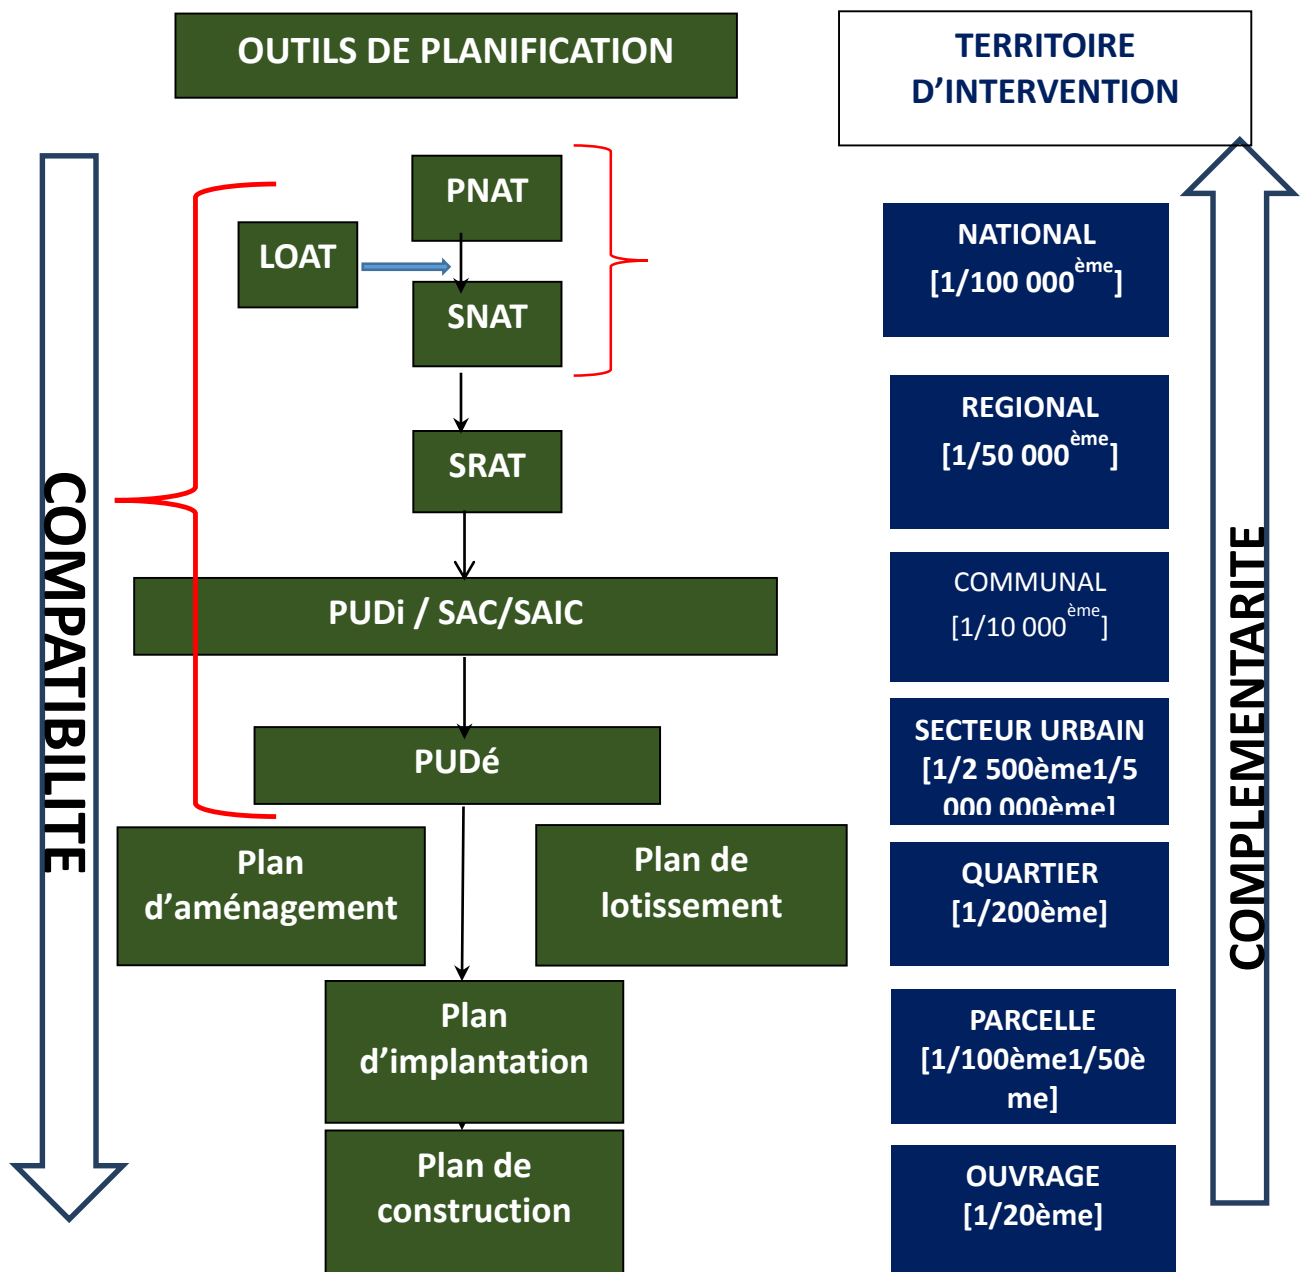 OUTILS DE PLANIFICATION
TERRITOIRE
D’INTERVENTION
COMPATIBILITE
PNAT
LOAT
SNAT
SRAT
PUDi / SAC/SAIC
PUDé
Plan
d’aménagement
Plan de
lotissement
Plan
d’implantation
Plan de
construction
NATIONAL
[1/100 000ème]
REGIONAL
[1/50 000ème]
COMMUNAL
[1/10 000ème]
SECTEUR URBAIN
[1/2 500ème1/5
000 000ème]
QUARTIER
[1/200ème]
PARCELLE
[1/100ème1/50è
me]
OUVRAGE
[1/20ème]
COMPLEMENTARITE